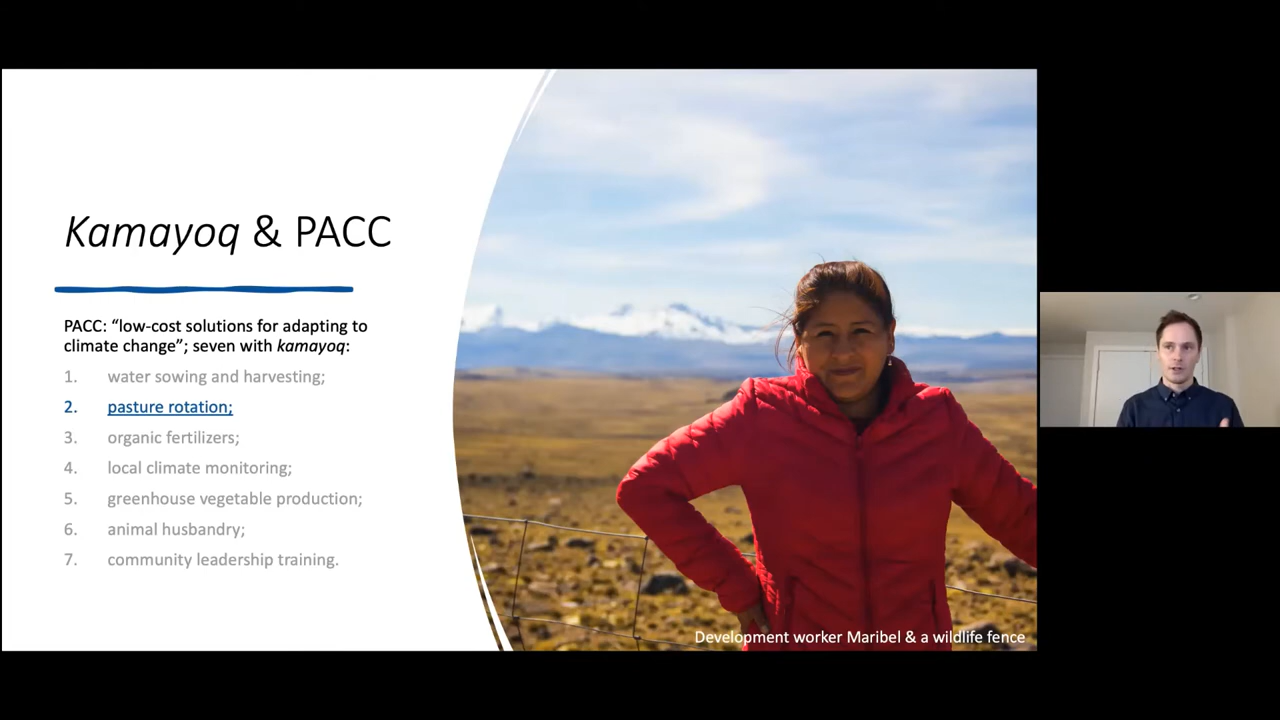 Kamayoq & PACC
PACC: “low-cost solutions for adapting to
climate change”; seven with kamayoq:
1. water sowing and harvesting;
2. pasture rotation;
3. organic fertilizers;
4. local climate monitoring;
5. greenhouse vegetable production;
6. animal husbandry;
7. community leadership training.
Development worker Maribel & a wildlife fence